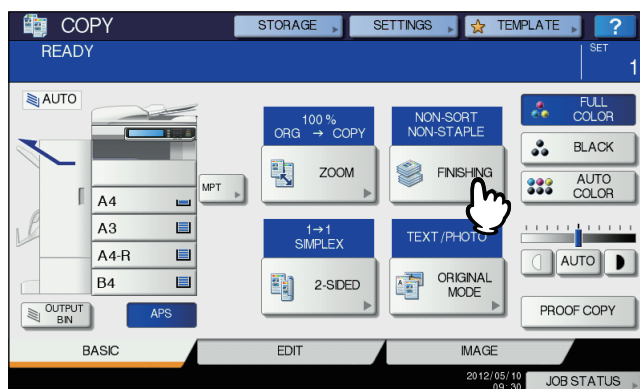 COPY
STORAGE
SETTINGS
TEMPLATE
?
READY
SET
1
AUTO
A4
A3
A4-R
B4
MPT
OUTPUT
BIN
APS
100 %
ORG → COPY
ZOOM
NON-SORT
NON-STAPLE
FINISHING
1→1
SIMPLEX
2-SIDED
TEXT/PHOTO
ORIGINAL
MODE
FULL
COLOR
BLACK
AUTO
COLOR
AUTO
PROOF COPY
BASIC
EDIT
IMAGE
2012/05/10
09:30
JOB STATUS